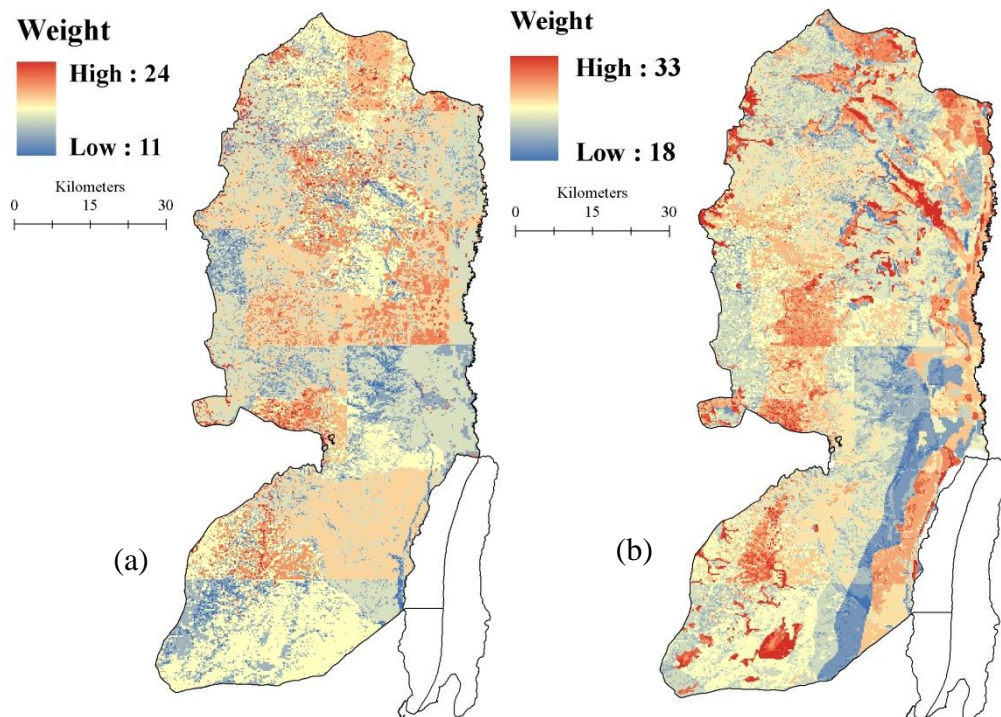 Weight
High : 24
Low : 11
Kilometers
0 15 30
(a)
Weight
High : 33
Low : 18
Kilometers
0 15 30
(b)